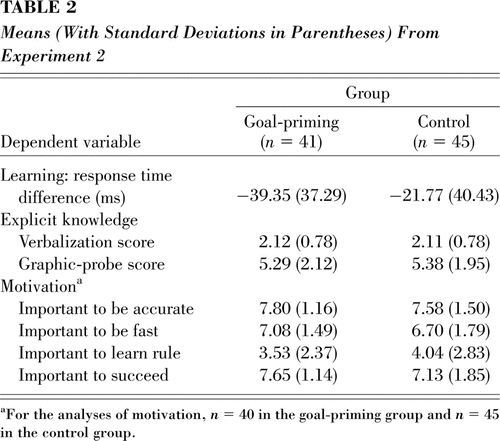 TABLE 2
Means (With Standard Deviations in Parentheses) From
Experiment 2
Group
Goal-priming Control
Dependent variable (n = 41) (n = 45)
Learning: response time
difference (ms) −39.35 (37.29) −21.77 (40.43)
Explicit knowledge
Verbalization score 2.12 (0.78) 2.11 (0.78)
Graphic-probe score 5.29 (2.12) 5.38 (1.95)
Motivationᵃ
Important to be accurate 7.80 (1.16) 7.58 (1.50)
Important to be fast 7.08 (1.49) 6.70 (1.79)
Important to learn rule 3.53 (2.37) 4.04 (2.83)
Important to succeed 7.65 (1.14) 7.13 (1.85)
ᵃFor the analyses of motivation, n = 40 in the goal-priming group and n = 45
in the control group.